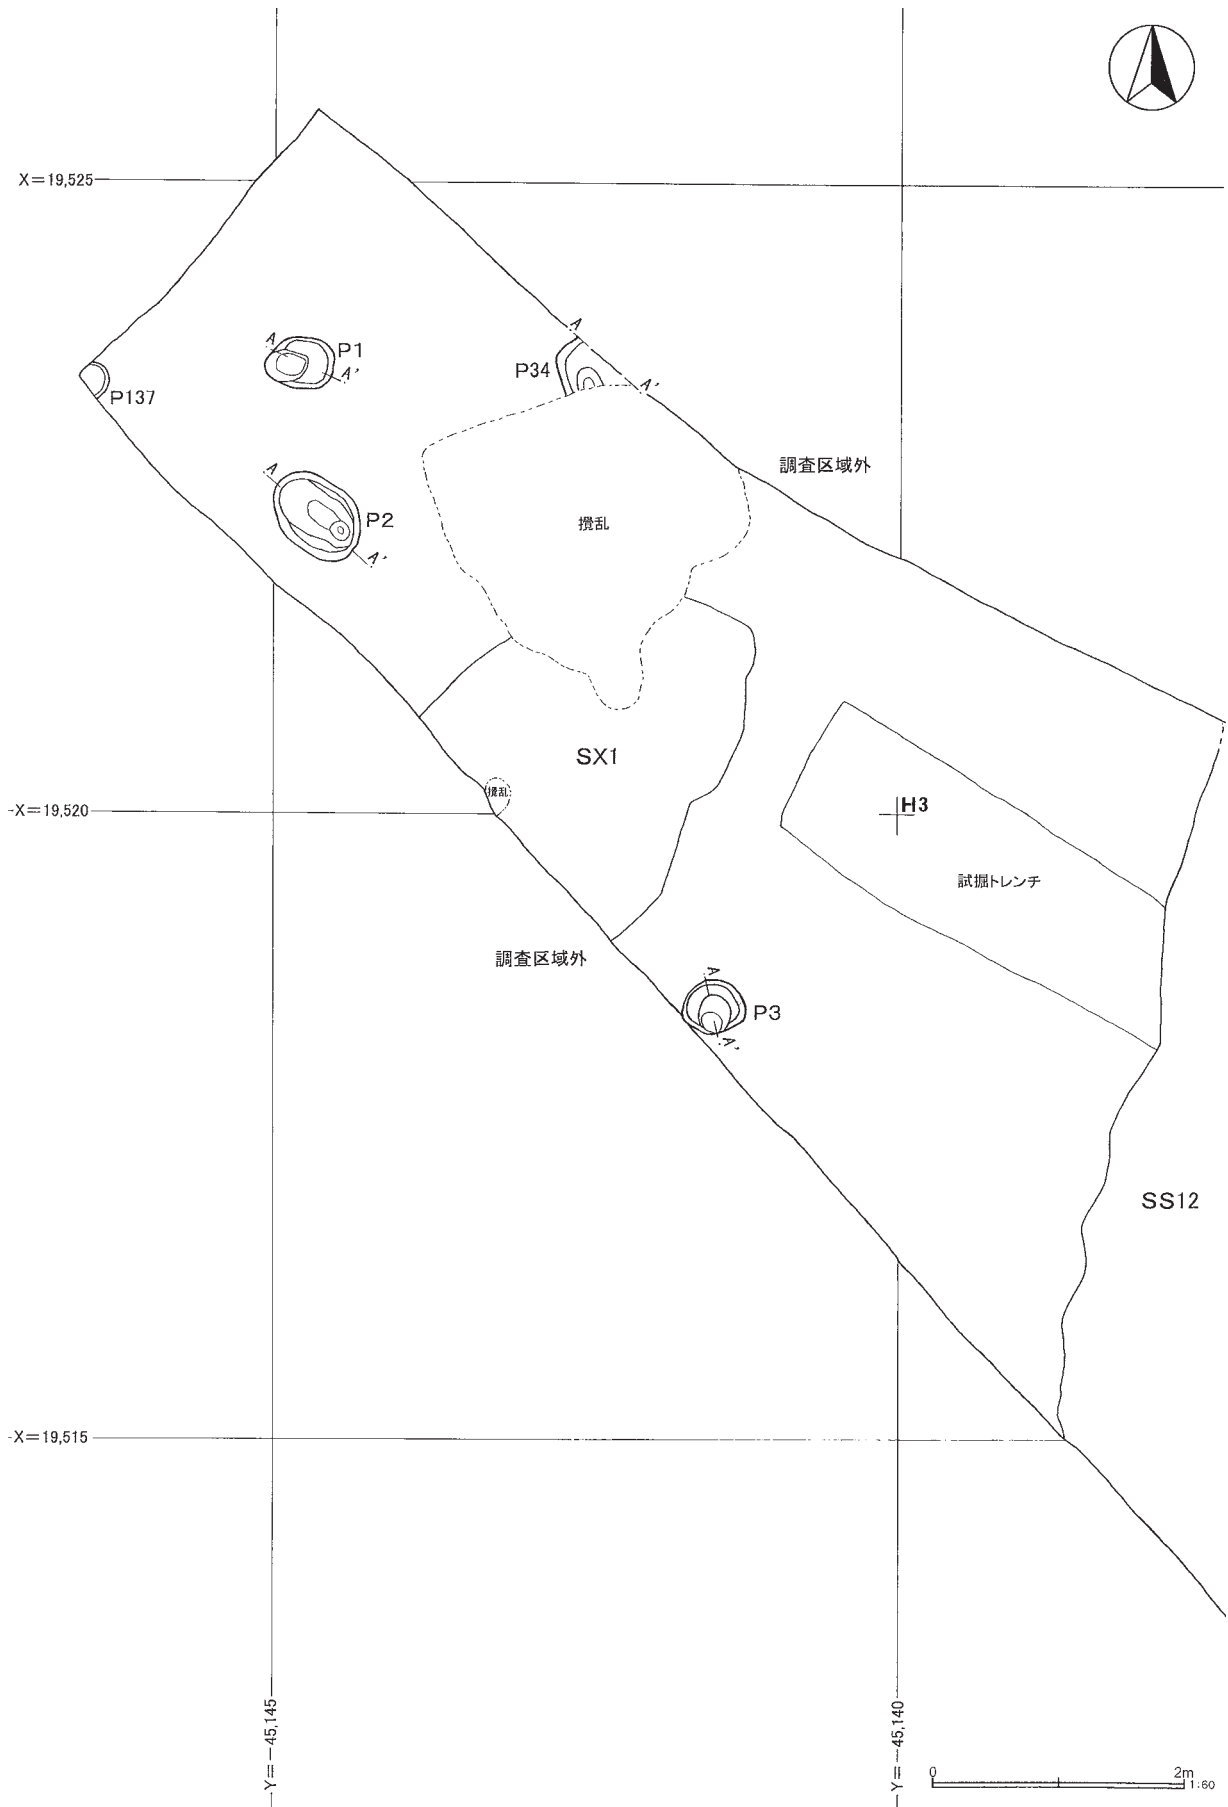 X=19,525
A
P1
A'
P137
A
P34
A'
調査区域外
A
P2
A'
攪乱
SX1
攪乱
-X=19,520
H3
試掘トレンチ
調査区域外
A
P3
A'
SS12
-X=19,515
Y=-45,145
Y=-45,140
0
2m
1:60